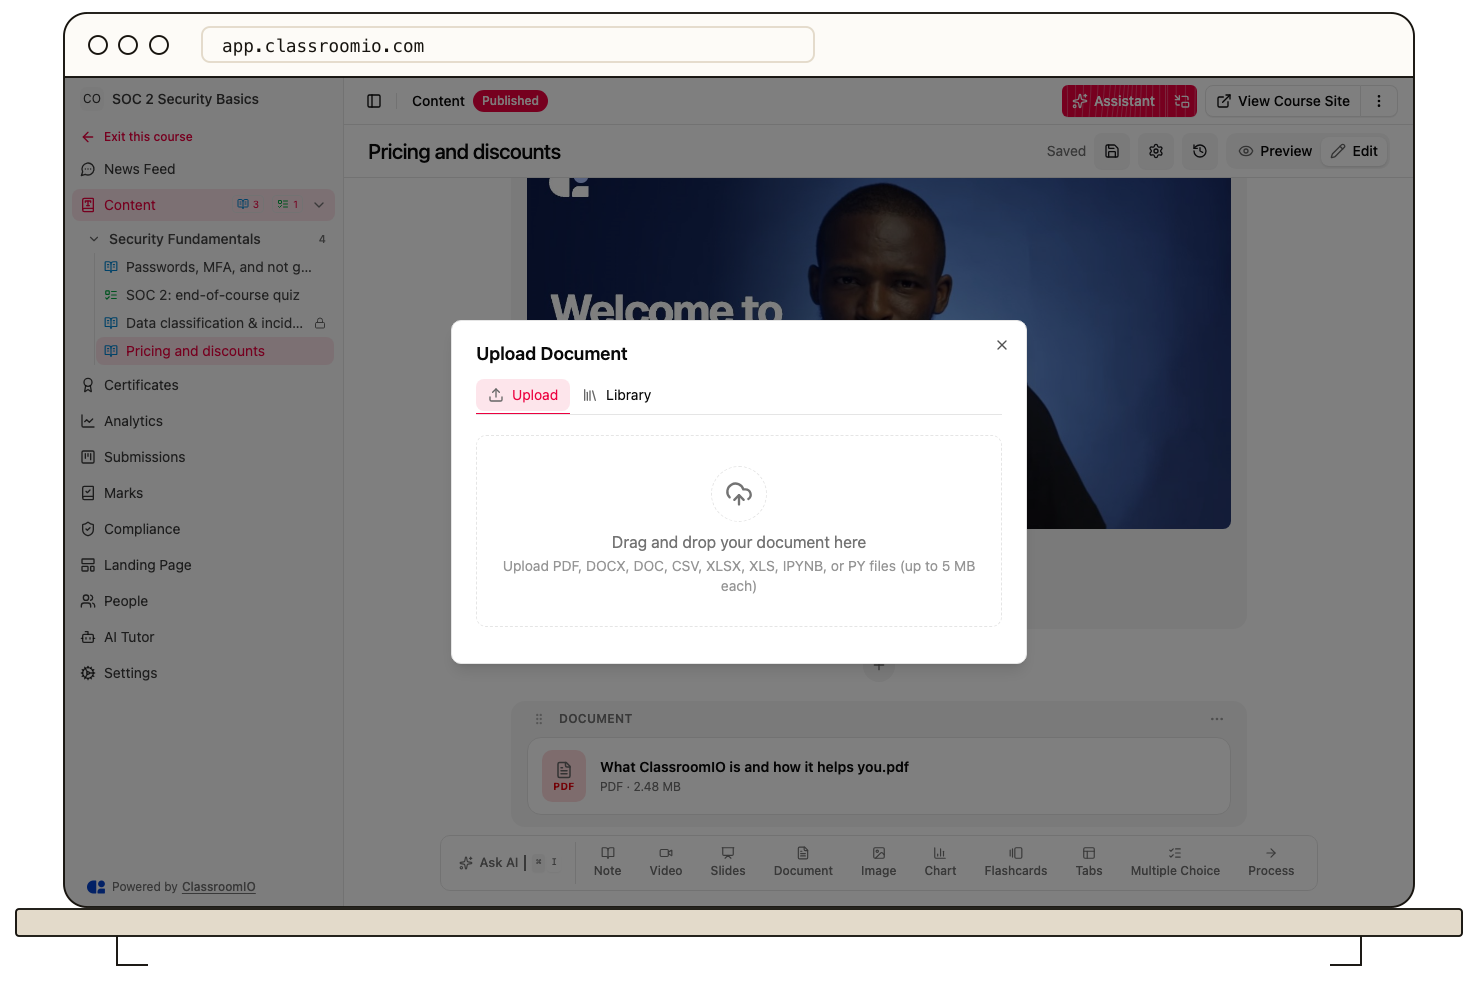 app.classroomio.com
CO SOC 2 Security Basics
Exit this course
News Feed
Content 3 1
Security Fundamentals 4
Passwords, MFA, and not g...
SOC 2: end-of-course quiz
Data classification & incid...
Pricing and discounts
Certificates
Analytics
Submissions
Marks
Compliance
Landing Page
People
AI Tutor
Settings
Powered by ClassroomIO
Content Published
Assistant
View Course Site
Pricing and discounts
Saved
Preview
Edit
Welcome to
Upload Document
Upload
Library
Drag and drop your document here
Upload PDF, DOCX, DOC, CSV, XLSX, XLS, IPYNB, or PY files (up to 5 MB
each)
DOCUMENT
PDF
What ClassroomIO is and how it helps you.pdf
PDF · 2.48 MB
Ask AI ⌘ I
Note
Video
Slides
Document
Image
Chart
Flashcards
Tabs
Multiple Choice
Process